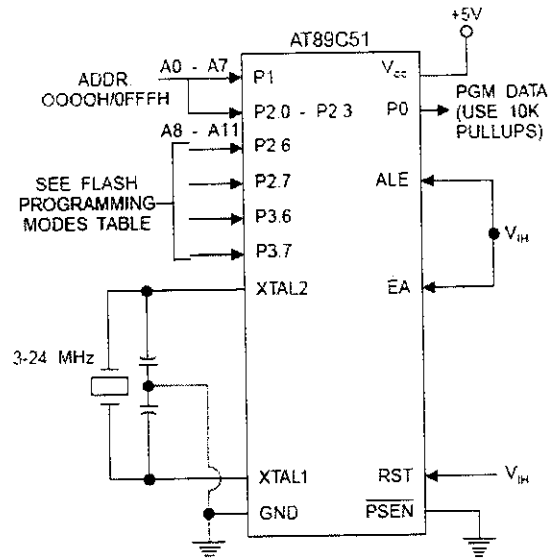 +5V
AT89C51
A0 - A7
P1
Vcc
ADDR.
OOOOH/0FFFH
P2.0 - P2.3
P0
PGM DATA
(USE 10K
PULLUPS)
A8 - A11
P2.6
SEE FLASH
PROGRAMMING
MODES TABLE
P2.7
ALE
P3.6
VIH
P3.7
XTAL2
EA
3-24 MHz
XTAL1
RST
VIH
GND
PSEN